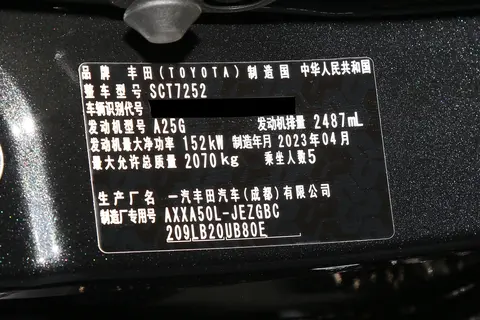 品牌 丰田(TOYOTA) 制造国 中华人民共和国
整车型号 SCT7252
车辆识别代号
发动机型号 A25G 发动机排量 2487mL
发动机最大净功率 152kW 制造年月 2023年04月
最大允许总质量 2070kg 乘坐人数5
生产厂名 一汽丰田汽车(成都)有限公司
制造厂专用号 AXXA50L-JEZGBC
209LB20UB80E